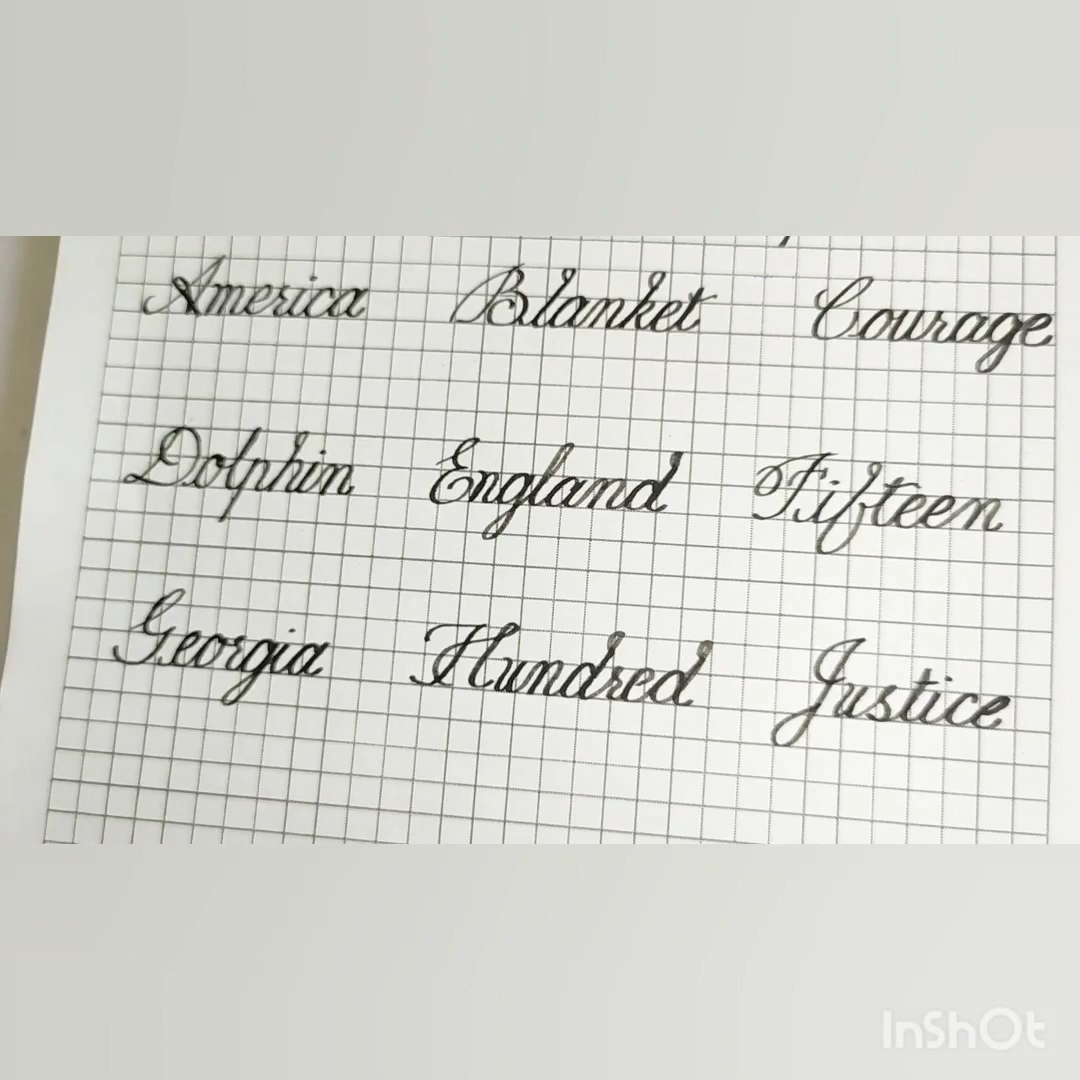 America Blanket Courage
Dolphin England Fifteen
Georgia Hundred Justice
InShOt